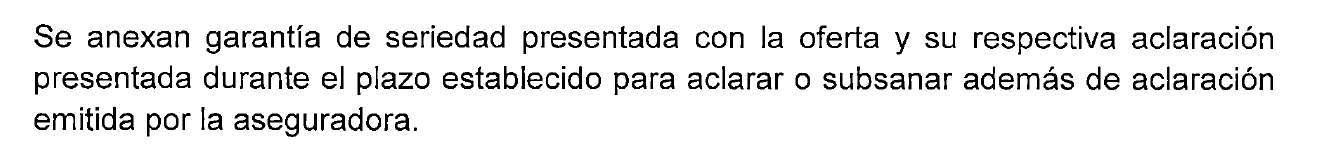 Se anexan garantía de seriedad presentada con la oferta y su respectiva aclaración
presentada durante el plazo establecido para aclarar o subsanar además de aclaración
emitida por la aseguradora.